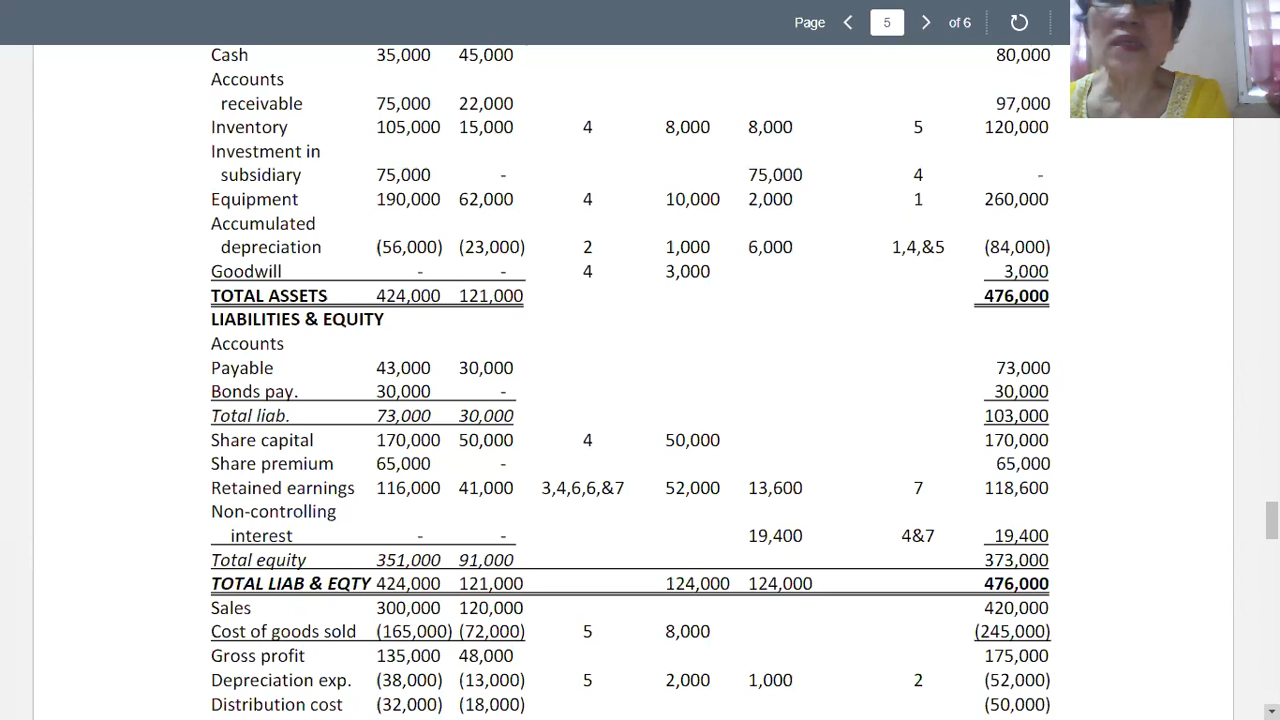 Page 5 of 6
Cash 35,000 45,000 80,000
Accounts
receivable 75,000 22,000 97,000
Inventory 105,000 15,000 4 8,000 8,000 5 120,000
Investment in
subsidiary 75,000 - 75,000 4 -
Equipment 190,000 62,000 4 10,000 2,000 1 260,000
Accumulated
depreciation (56,000) (23,000) 2 1,000 6,000 1,4,&5 (84,000)
Goodwill - - 4 3,000 3,000
TOTAL ASSETS 424,000 121,000 476,000
LIABILITIES & EQUITY
Accounts
Payable 43,000 30,000 73,000
Bonds pay. 30,000 - 30,000
Total liab. 73,000 30,000 103,000
Share capital 170,000 50,000 4 50,000 170,000
Share premium 65,000 - 65,000
Retained earnings 116,000 41,000 3,4,6,6,&7 52,000 13,600 7 118,600
Non-controlling
interest - - 19,400 4&7 19,400
Total equity 351,000 91,000 373,000
TOTAL LIAB & EQTY 424,000 121,000 124,000 124,000 476,000
Sales 300,000 120,000 420,000
Cost of goods sold (165,000) (72,000) 5 8,000 (245,000)
Gross profit 135,000 48,000 175,000
Depreciation exp. (38,000) (13,000) 5 2,000 1,000 2 (52,000)
Distribution cost (32,000) (18,000) (50,000)